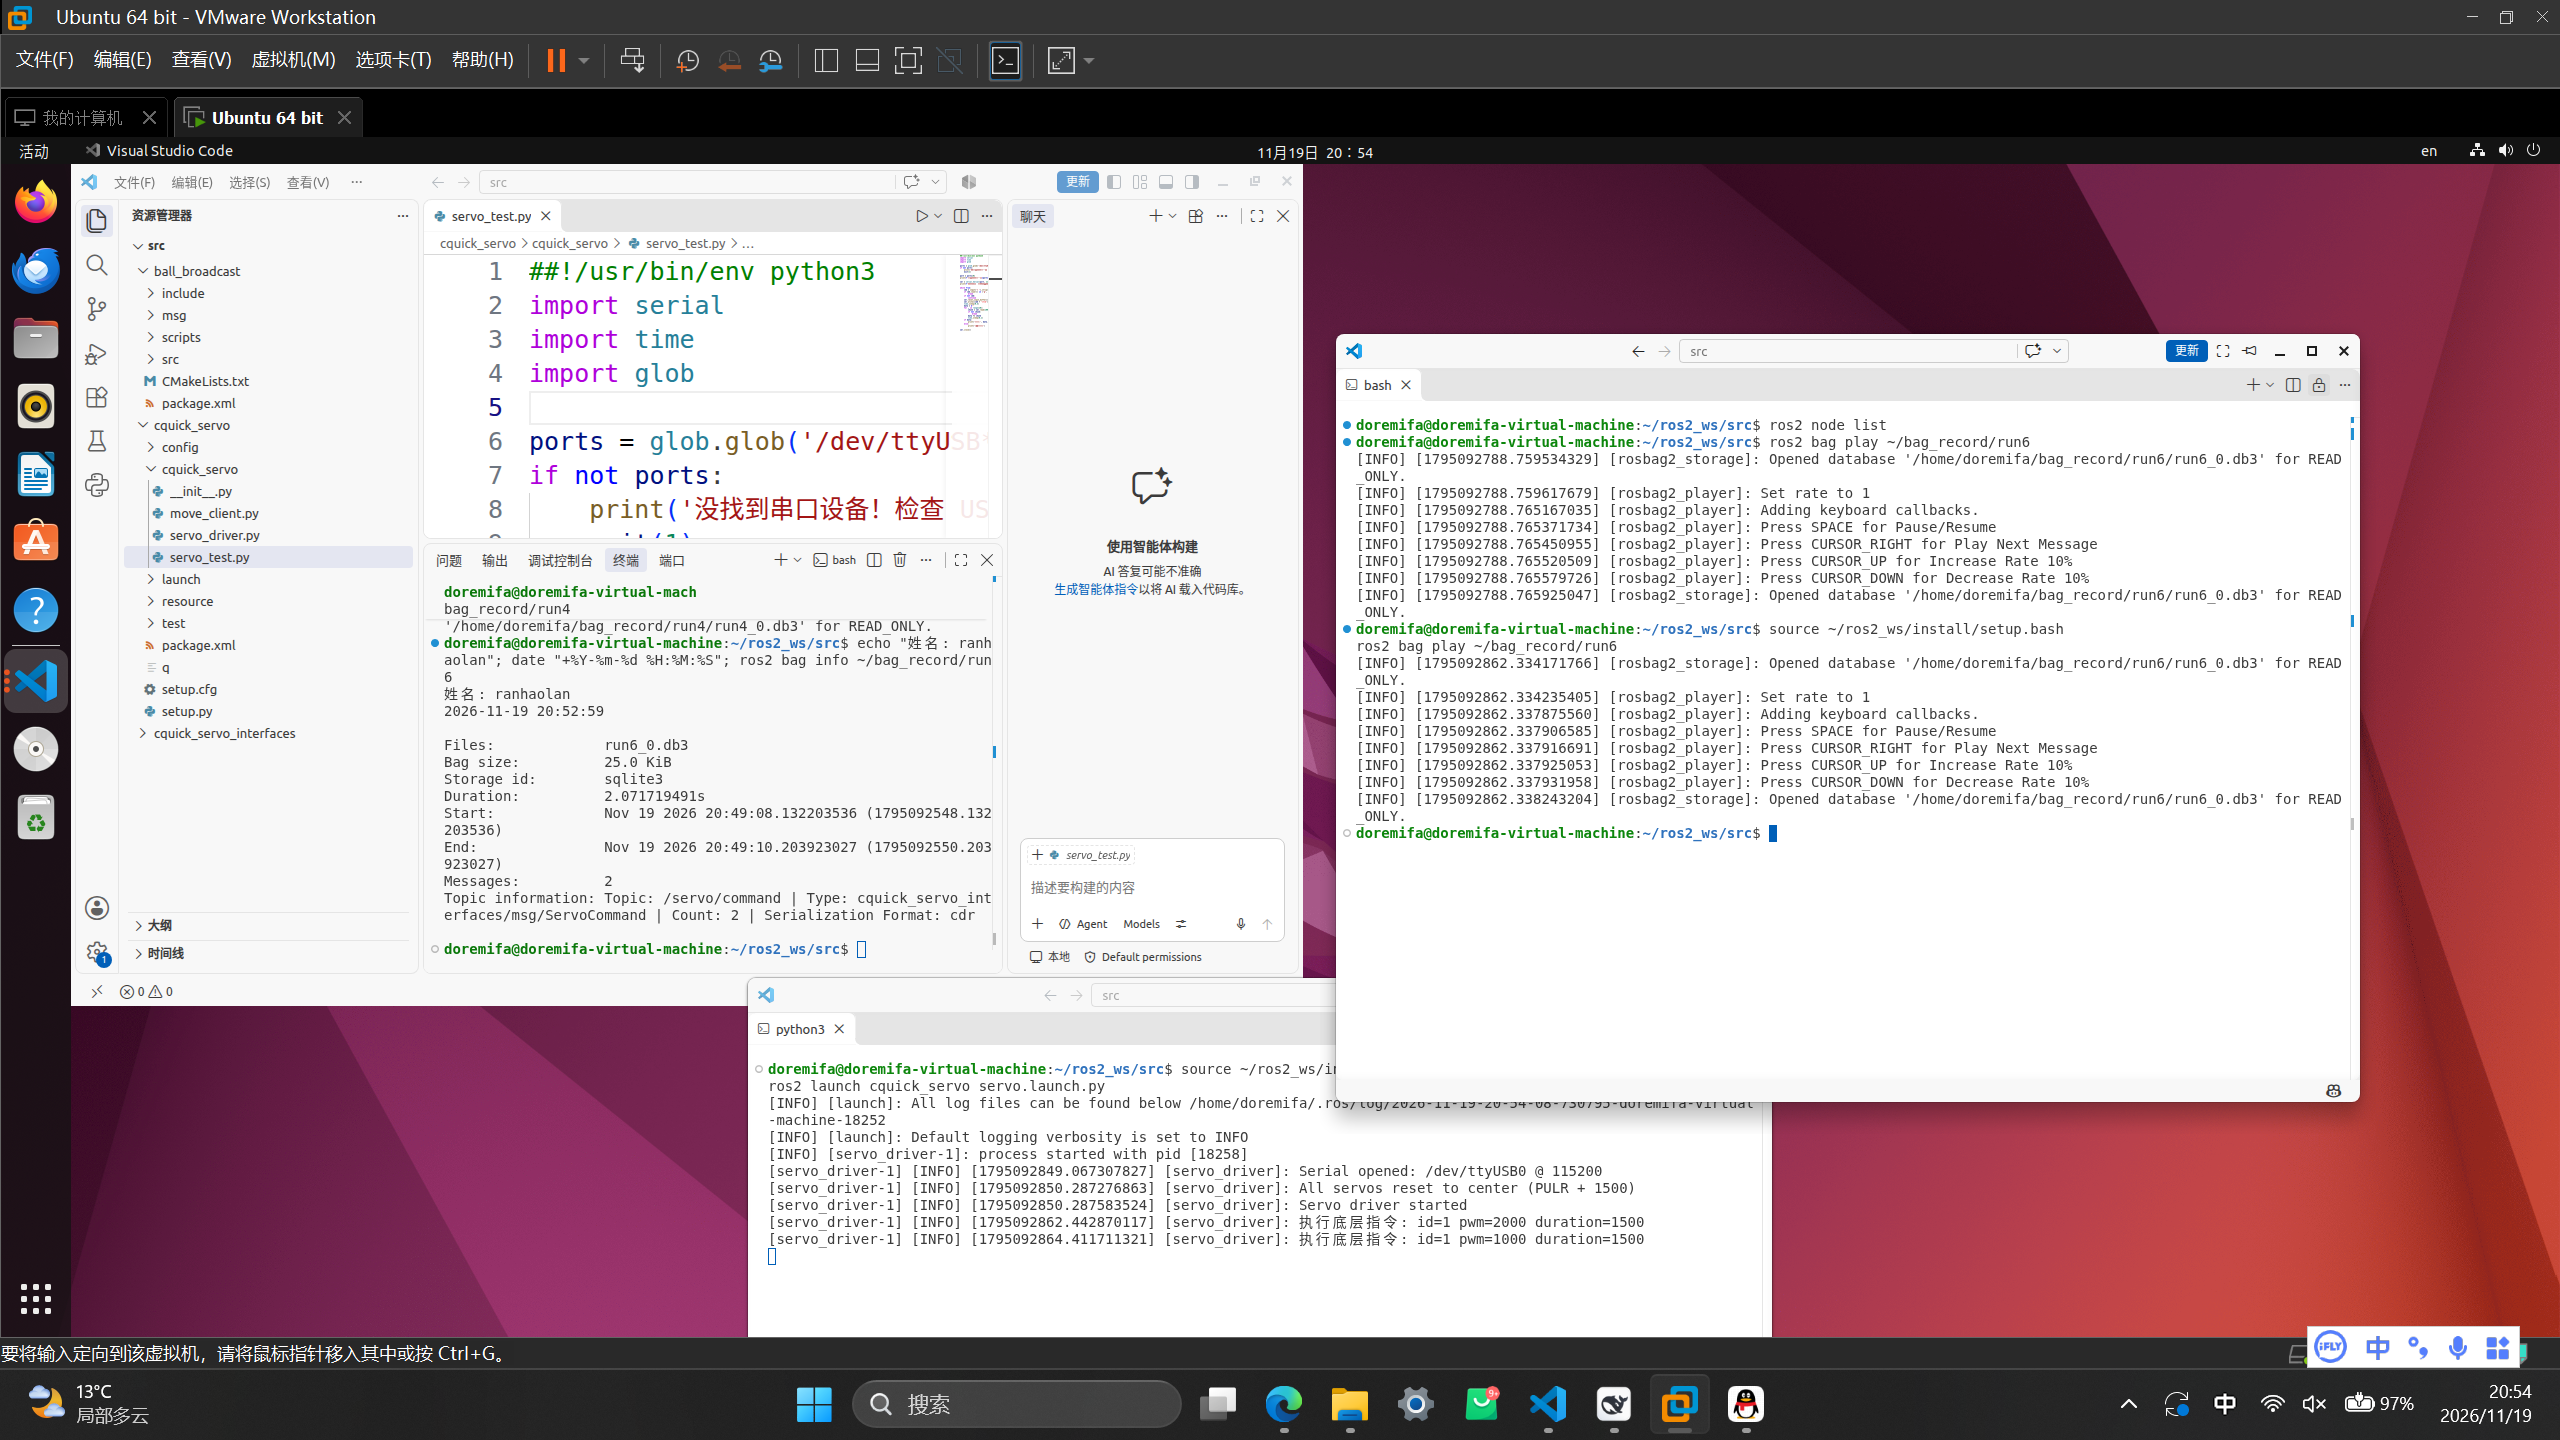 Ubuntu 64 bit - VMware Workstation
文件(F) 编辑(E) 查看(V) 虚拟机(M) 选项卡(T) 帮助(H)
我的计算机
Ubuntu 64 bit
活动
Visual Studio Code
11月19日 20：54
en
文件(F) 编辑(E) 选择(S) 查看(V) ···
src
更新
资源管理器
src
ball_broadcast
include
msg
scripts
src
CMakeLists.txt
package.xml
cquick_servo
config
cquick_servo
__init__.py
move_client.py
servo_driver.py
servo_test.py
launch
resource
test
package.xml
q
setup.cfg
setup.py
cquick_servo_interfaces
大纲
时间线
1
0 0
servo_test.py
cquick_servo > cquick_servo > servo_test.py > ...
1 ##!/usr/bin/env python3
2 import serial
3 import time
4 import glob
5
6 ports = glob.glob('/dev/ttyUSB*
7 if not ports:
8 print('没找到串口设备！检查 US
问题 输出 调试控制台 终端 端口
bash
doremifa@doremifa-virtual-mach
bag_record/run4
'/home/doremifa/bag_record/run4/run4_0.db3' for READ_ONLY.
doremifa@doremifa-virtual-machine:~/ros2_ws/src$ echo "姓名: ranh
aolan"; date "+%Y-%m-%d %H:%M:%S"; ros2 bag info ~/bag_record/run
6
姓名: ranhaolan
2026-11-19 20:52:59
Files: run6_0.db3
Bag size: 25.0 KiB
Storage id: sqlite3
Duration: 2.071719491s
Start: Nov 19 2026 20:49:08.132203536 (1795092548.132
203536)
End: Nov 19 2026 20:49:10.203923027 (1795092550.203
923027)
Messages: 2
Topic information: Topic: /servo/command | Type: cquick_servo_int
erfaces/msg/ServoCommand | Count: 2 | Serialization Format: cdr
doremifa@doremifa-virtual-machine:~/ros2_ws/src$
聊天
使用智能体构建
AI 答复可能不准确
生成智能体指令以将 AI 载入代码库。
servo_test.py
描述要构建的内容
Agent Models
本地 Default permissions
src
更新
bash
doremifa@doremifa-virtual-machine:~/ros2_ws/src$ ros2 node list
doremifa@doremifa-virtual-machine:~/ros2_ws/src$ ros2 bag play ~/bag_record/run6
[INFO] [1795092788.759534329] [rosbag2_storage]: Opened database '/home/doremifa/bag_record/run6/run6_0.db3' for READ
_ONLY.
[INFO] [1795092788.759617679] [rosbag2_player]: Set rate to 1
[INFO] [1795092788.765167035] [rosbag2_player]: Adding keyboard callbacks.
[INFO] [1795092788.765371734] [rosbag2_player]: Press SPACE for Pause/Resume
[INFO] [1795092788.765450955] [rosbag2_player]: Press CURSOR_RIGHT for Play Next Message
[INFO] [1795092788.765520509] [rosbag2_player]: Press CURSOR_UP for Increase Rate 10%
[INFO] [1795092788.765579726] [rosbag2_player]: Press CURSOR_DOWN for Decrease Rate 10%
[INFO] [1795092788.765925047] [rosbag2_storage]: Opened database '/home/doremifa/bag_record/run6/run6_0.db3' for READ
_ONLY.
doremifa@doremifa-virtual-machine:~/ros2_ws/src$ source ~/ros2_ws/install/setup.bash
ros2 bag play ~/bag_record/run6
[INFO] [1795092862.334171766] [rosbag2_storage]: Opened database '/home/doremifa/bag_record/run6/run6_0.db3' for READ
_ONLY.
[INFO] [1795092862.334235405] [rosbag2_player]: Set rate to 1
[INFO] [1795092862.337875560] [rosbag2_player]: Adding keyboard callbacks.
[INFO] [1795092862.337906585] [rosbag2_player]: Press SPACE for Pause/Resume
[INFO] [1795092862.337916691] [rosbag2_player]: Press CURSOR_RIGHT for Play Next Message
[INFO] [1795092862.337925053] [rosbag2_player]: Press CURSOR_UP for Increase Rate 10%
[INFO] [1795092862.337931958] [rosbag2_player]: Press CURSOR_DOWN for Decrease Rate 10%
[INFO] [1795092862.338243204] [rosbag2_storage]: Opened database '/home/doremifa/bag_record/run6/run6_0.db3' for READ
_ONLY.
doremifa@doremifa-virtual-machine:~/ros2_ws/src$
src
python3
doremifa@doremifa-virtual-machine:~/ros2_ws/src$ source ~/ros2_ws/in
ros2 launch cquick_servo servo.launch.py
[INFO] [launch]: All log files can be found below /home/doremifa/.ros/log/2026-11-19-20-54-08-730795-doremifa-virtual
-machine-18252
[INFO] [launch]: Default logging verbosity is set to INFO
[INFO] [servo_driver-1]: process started with pid [18258]
[servo_driver-1] [INFO] [1795092849.067307827] [servo_driver]: Serial opened: /dev/ttyUSB0 @ 115200
[servo_driver-1] [INFO] [1795092850.287276863] [servo_driver]: All servos reset to center (PULR + 1500)
[servo_driver-1] [INFO] [1795092850.287583524] [servo_driver]: Servo driver started
[servo_driver-1] [INFO] [1795092862.442870117] [servo_driver]: 执行底层指令: id=1 pwm=2000 duration=1500
[servo_driver-1] [INFO] [1795092864.411711321] [servo_driver]: 执行底层指令: id=1 pwm=1000 duration=1500
要将输入定向到该虚拟机，请将鼠标指针移入其中或按 Ctrl+G。
iFLY 中
13°C
局部多云
搜索
9+
中
97%
20:54
2026/11/19